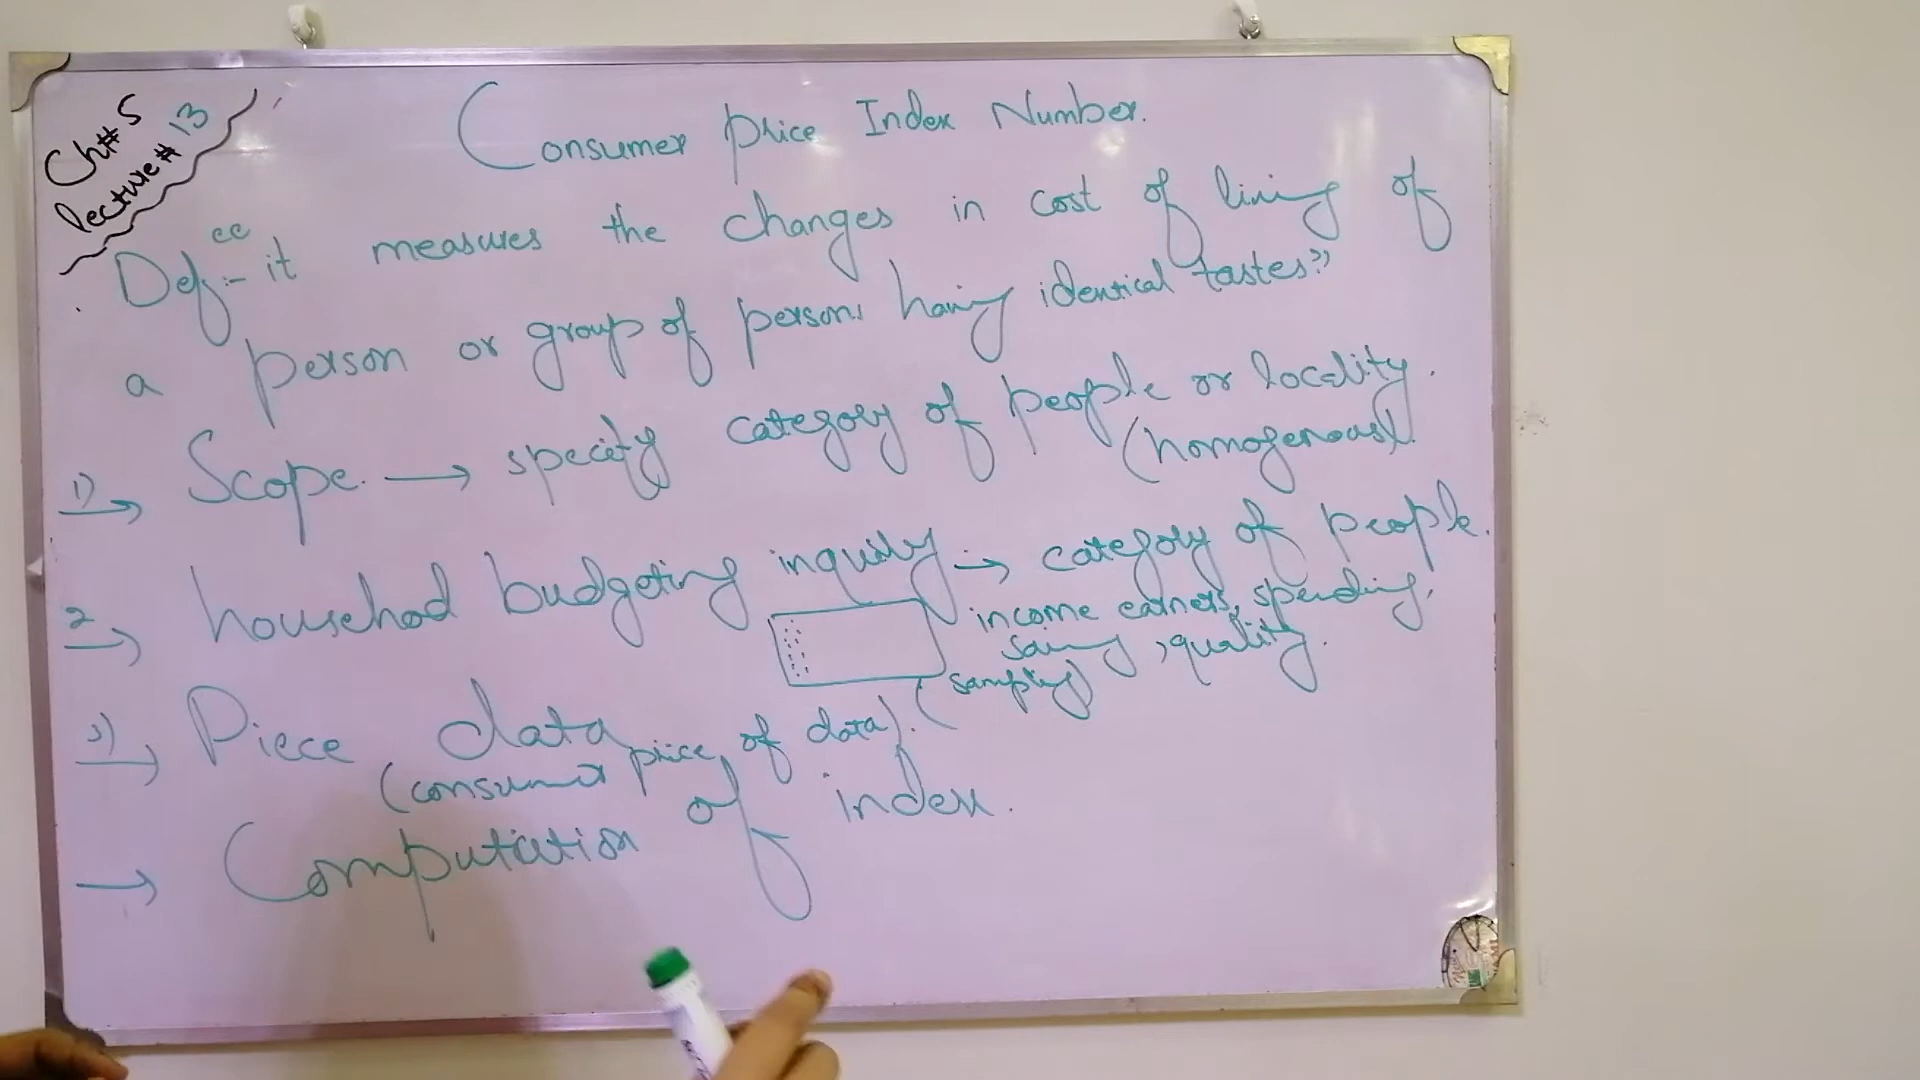 Ch# 5
lecture# 13
Consumer price Index Number.
Def:- "it measures the changes in cost of living of
a person or group of persons having identical tastes"
1) → Scope. → specify category of people or locality.
(homogenous).
2 → househod budgeting inquiry → category of people.
income earners, spending,
saving, quality.
(sampling)
3) → Piece data
(consumer price of data).
→ Computation of index.